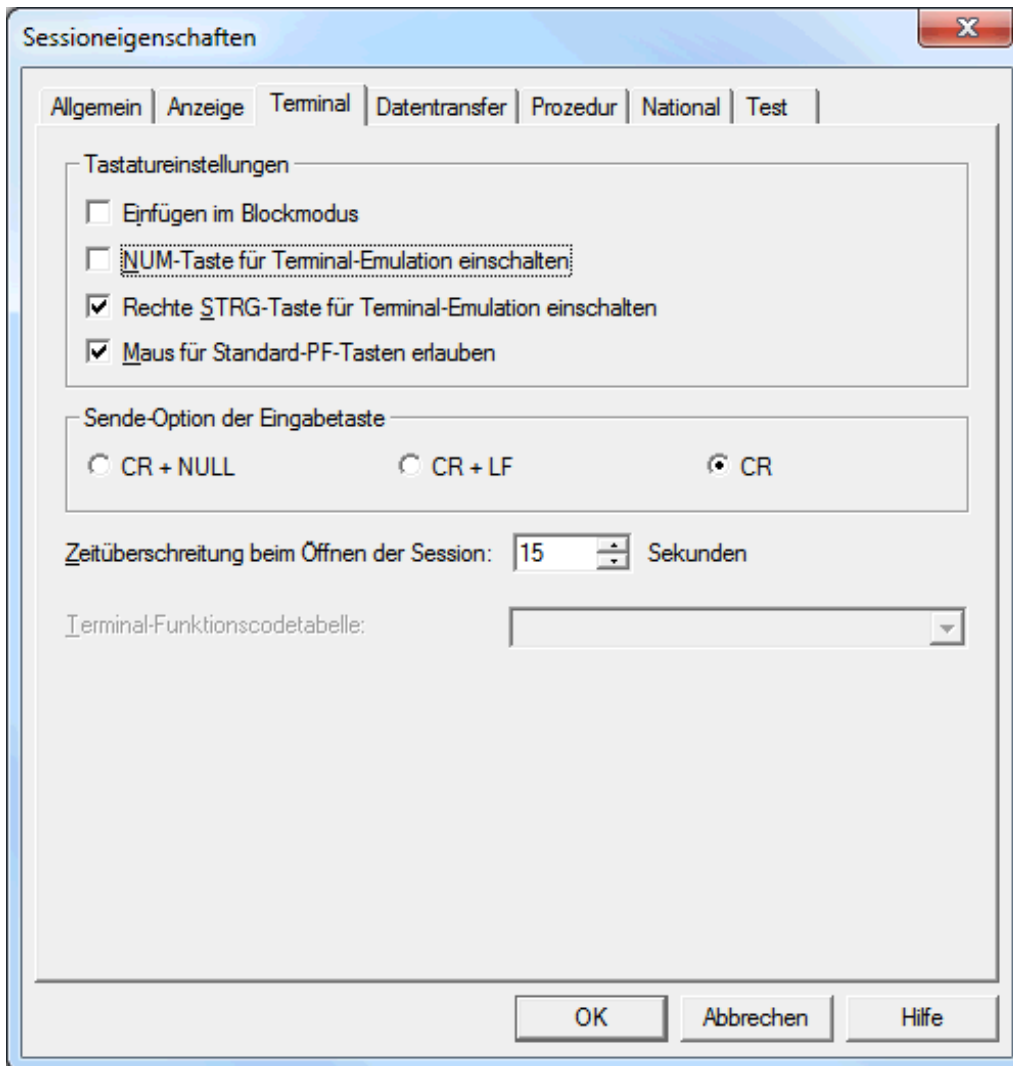 Sessioneigenschaften
Allgemein Anzeige Terminal Datentransfer Prozedur National Test
Tastatureinstellungen
Einfügen im Blockmodus
NUM-Taste für Terminal-Emulation einschalten
Rechte STRG-Taste für Terminal-Emulation einschalten
Maus für Standard-PF-Tasten erlauben
Sende-Option der Eingabetaste
CR + NULL CR + LF CR
Zeitüberschreitung beim Öffnen der Session: 15 Sekunden
Terminal-Funktionscodetabelle:
OK Abbrechen Hilfe